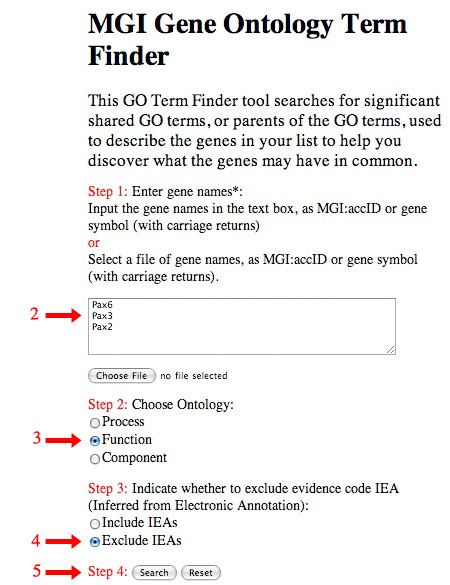 MGI Gene Ontology Term
Finder
This GO Term Finder tool searches for significant
shared GO terms, or parents of the GO terms, used
to describe the genes in your list to help you
discover what the genes may have in common.
Step 1: Enter gene names*:
Input the gene names in the text box, as MGI:accID or gene
symbol (with carriage returns)
or
Select a file of gene names, as MGI:accID or gene symbol
(with carriage returns).
2 Pax6
Pax3
Pax2
Choose File no file selected
Step 2: Choose Ontology:
Process
3 Function
Component
Step 3: Indicate whether to exclude evidence code IEA
(Inferred from Electronic Annotation):
Include IEAs
4 Exclude IEAs
5 Step 4: Search Reset